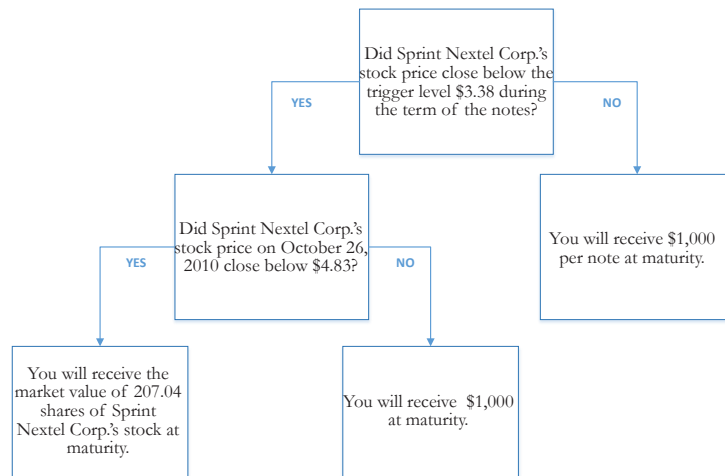 Did Sprint Nextel Corp.'s
stock price close below the
trigger level $3.38 during
the term of the notes?
YES
NO
Did Sprint Nextel Corp.'s
stock price on October 26,
2010 close below $4.83?
You will receive $1,000
per note at maturity.
YES
NO
You will receive the
market value of 207.04
shares of Sprint
Nextel Corp.'s stock at
maturity.
You will receive $1,000
at maturity.